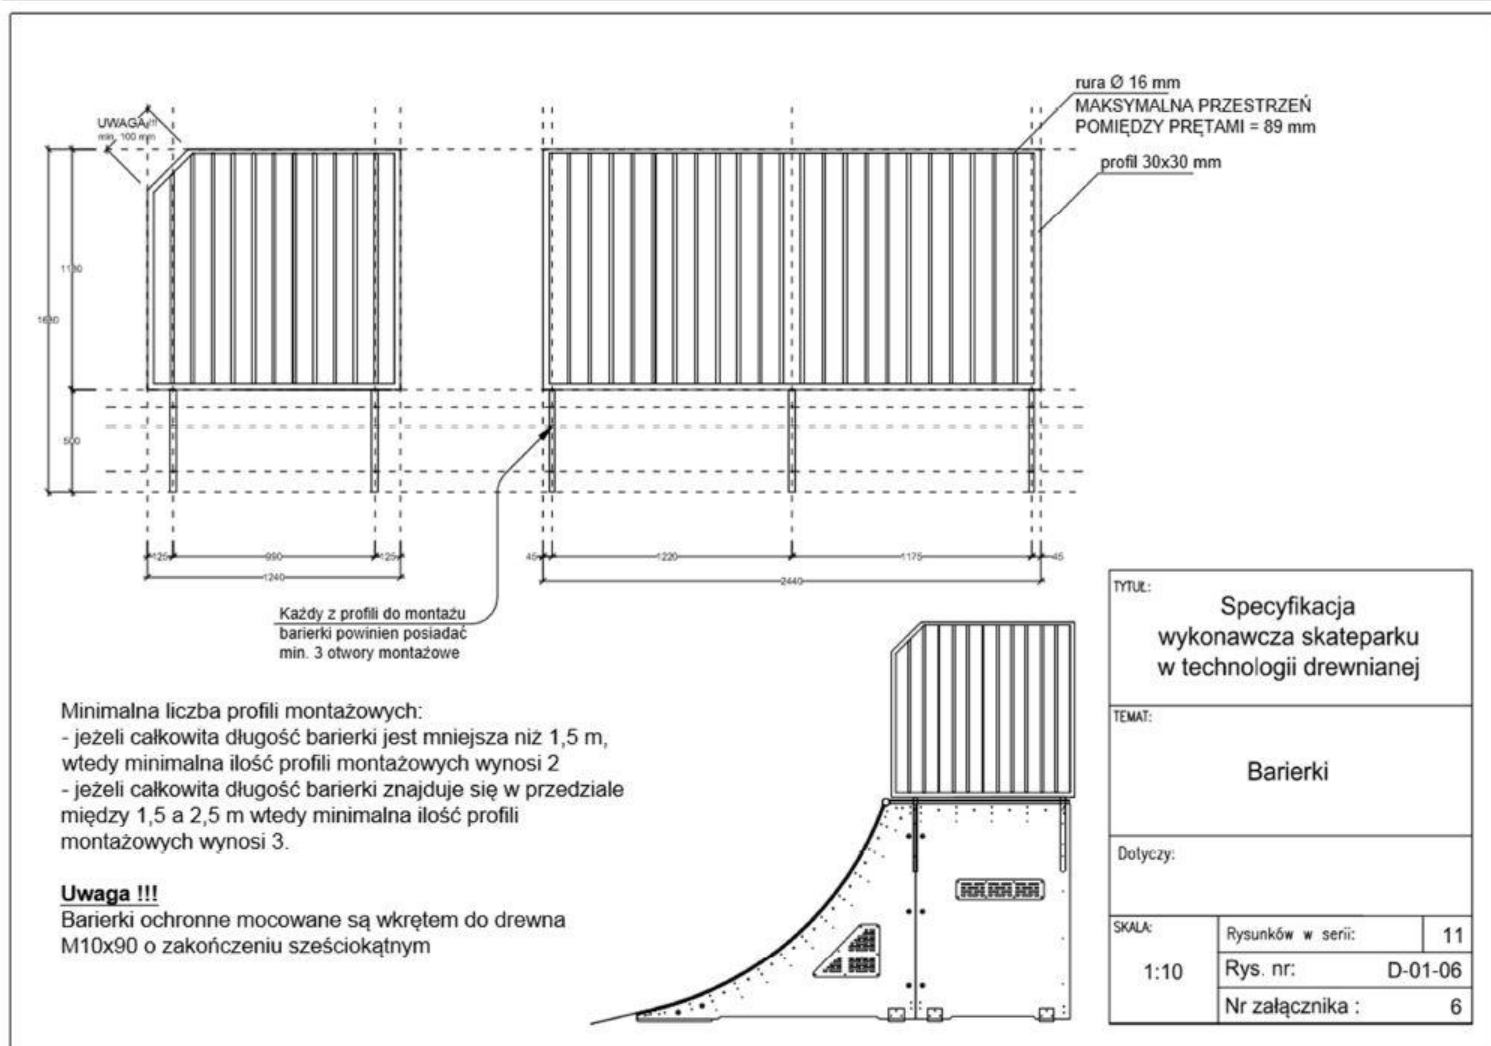 rura Ø 16 mm
MAKSYMALNA PRZESTRZEŃ
POMIĘDZY PRĘTAMI = 89 mm
profil 30x30 mm
UWAGA!!!
min. 100 mm
500
125
990
125
1240
45
1220
1175
45
2440
Każdy z profili do montażu
barierki powinien posiadać
min. 3 otwory montażowe
Minimalna liczba profili montażowych:
- jeżeli całkowita długość barierki jest mniejsza niż 1,5 m,
wtedy minimalna ilość profili montażowych wynosi 2
- jeżeli całkowita długość barierki znajduje się w przedziale
między 1,5 a 2,5 m wtedy minimalna ilość profili
montażowych wynosi 3.
Uwaga !!!
Barierki ochronne mocowane są wkrętem do drewna
M10x90 o zakończeniu sześciokątnym
TYTUŁ:
Specyfikacja
wykonawcza skateparku
w technologii drewnianej
TEMAT:
Barierki
Dotyczy:
SKALA:
1:10
Rysunków w serii: 11
Rys. nr: D-01-06
Nr załącznika : 6